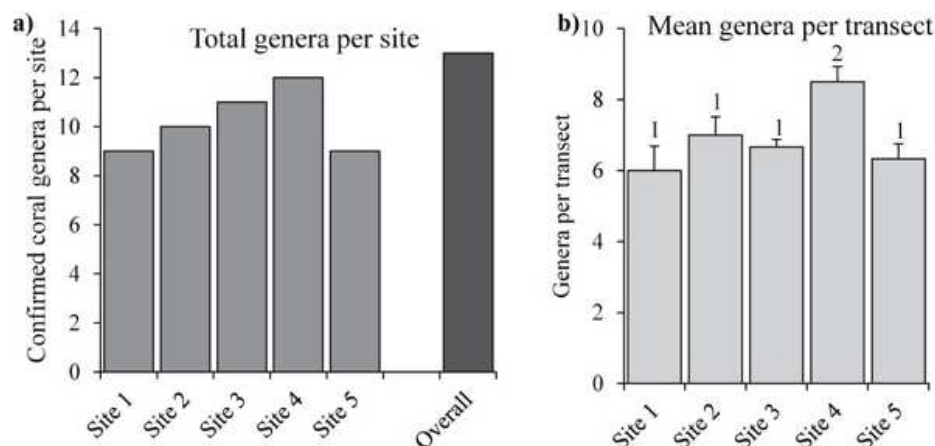 a)
Total genera per site
Confirmed coral genera per site
14
12
10
8
6
4
2
0
Site 1
Site 2
Site 3
Site 4
Site 5
Overall
b)
Mean genera per transect
Genera per transect
10
8
6
4
2
0
1
1
1
2
1
Site 1
Site 2
Site 3
Site 4
Site 5